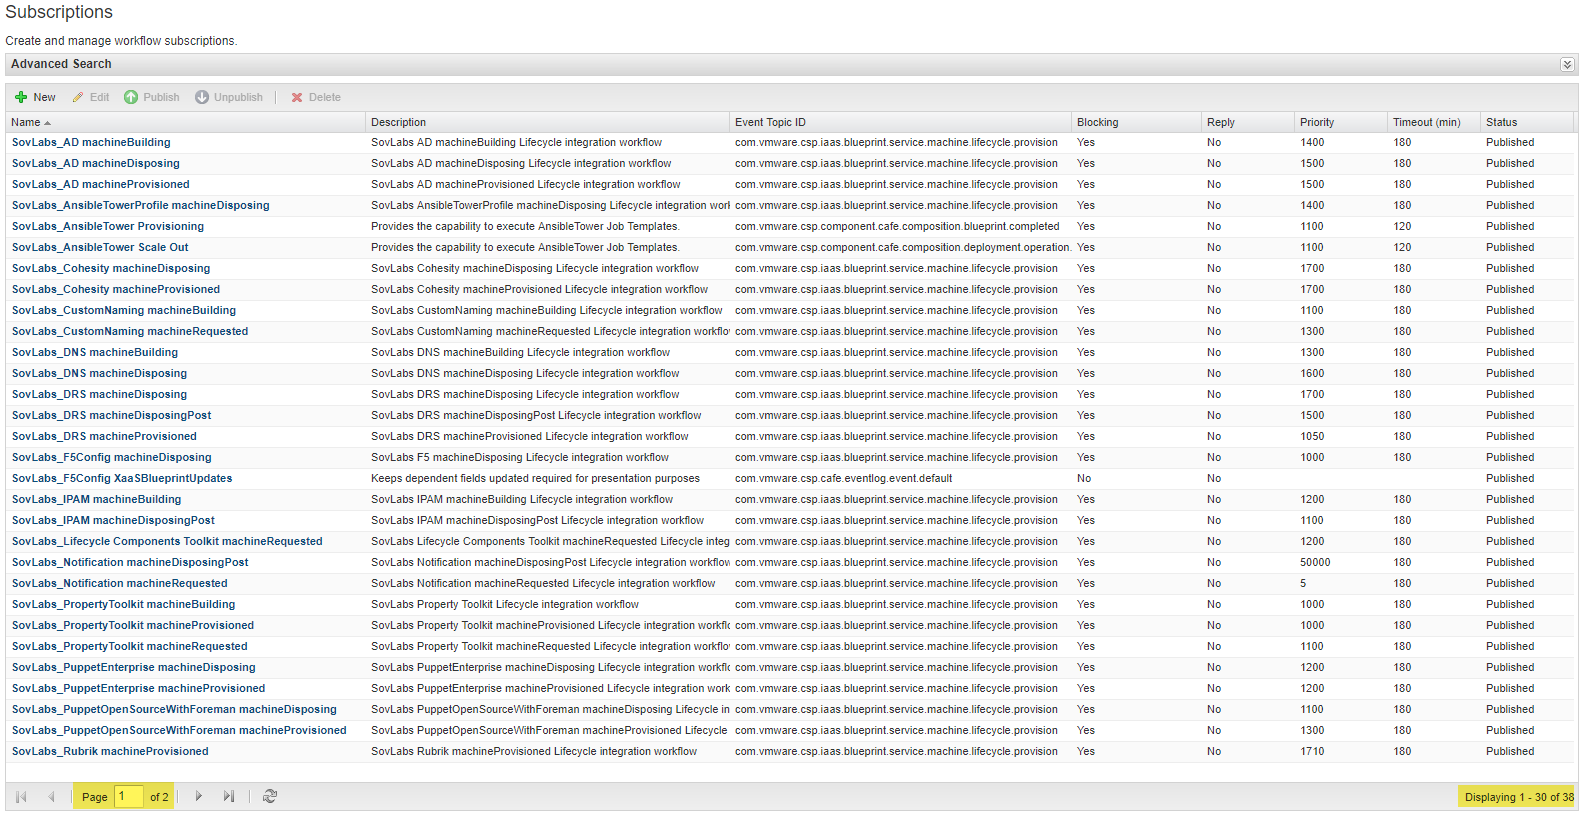 Subscriptions
Create and manage workflow subscriptions.
Advanced Search
New Edit Publish Unpublish Delete
Name Description Event Topic ID Blocking Reply Priority Timeout (min) Status
SovLabs_AD machineBuilding SovLabs AD machineBuilding Lifecycle integration workflow com.vmware.csp.iaas.blueprint.service.machine.lifecycle.provision Yes No 1400 180 Published
SovLabs_AD machineDisposing SovLabs AD machineDisposing Lifecycle integration workflow com.vmware.csp.iaas.blueprint.service.machine.lifecycle.provision Yes No 1500 180 Published
SovLabs_AD machineProvisioned SovLabs AD machineProvisioned Lifecycle integration workflow com.vmware.csp.iaas.blueprint.service.machine.lifecycle.provision Yes No 1500 180 Published
SovLabs_AnsibleTowerProfile machineDisposing SovLabs AnsibleTowerProfile machineDisposing Lifecycle integration worl com.vmware.csp.iaas.blueprint.service.machine.lifecycle.provision Yes No 1400 180 Published
SovLabs_AnsibleTower Provisioning Provides the capability to execute AnsibleTower Job Templates. com.vmware.csp.component.cafe.composition.blueprint.completed Yes No 1100 120 Published
SovLabs_AnsibleTower Scale Out Provides the capability to execute AnsibleTower Job Templates. com.vmware.csp.component.cafe.composition.deployment.operation. Yes No 1100 120 Published
SovLabs_Cohesity machineDisposing SovLabs Cohesity machineDisposing Lifecycle integration workflow com.vmware.csp.iaas.blueprint.service.machine.lifecycle.provision Yes No 1700 180 Published
SovLabs_Cohesity machineProvisioned SovLabs Cohesity machineProvisioned Lifecycle integration workflow com.vmware.csp.iaas.blueprint.service.machine.lifecycle.provision Yes No 1700 180 Published
SovLabs_CustomNaming machineBuilding SovLabs CustomNaming machineBuilding Lifecycle integration workflow com.vmware.csp.iaas.blueprint.service.machine.lifecycle.provision Yes No 1100 180 Published
SovLabs_CustomNaming machineRequested SovLabs CustomNaming machineRequested Lifecycle integration workflo com.vmware.csp.iaas.blueprint.service.machine.lifecycle.provision Yes No 1300 180 Published
SovLabs_DNS machineBuilding SovLabs DNS machineBuilding Lifecycle integration workflow com.vmware.csp.iaas.blueprint.service.machine.lifecycle.provision Yes No 1300 180 Published
SovLabs_DNS machineDisposing SovLabs DNS machineDisposing Lifecycle integration workflow com.vmware.csp.iaas.blueprint.service.machine.lifecycle.provision Yes No 1600 180 Published
SovLabs_DRS machineDisposing SovLabs DRS machineDisposing Lifecycle integration workflow com.vmware.csp.iaas.blueprint.service.machine.lifecycle.provision Yes No 1700 180 Published
SovLabs_DRS machineDisposingPost SovLabs DRS machineDisposingPost Lifecycle integration workflow com.vmware.csp.iaas.blueprint.service.machine.lifecycle.provision Yes No 1500 180 Published
SovLabs_DRS machineProvisioned SovLabs DRS machineProvisioned Lifecycle integration workflow com.vmware.csp.iaas.blueprint.service.machine.lifecycle.provision Yes No 1050 180 Published
SovLabs_F5Config machineDisposing SovLabs F5 machineDisposing Lifecycle integration workflow com.vmware.csp.iaas.blueprint.service.machine.lifecycle.provision Yes No 1000 180 Published
SovLabs_F5Config XaaSBlueprintUpdates Keeps dependent fields updated required for presentation purposes com.vmware.csp.cafe.eventlog.event.default No No Published
SovLabs_IPAM machineBuilding SovLabs IPAM machineBuilding Lifecycle integration workflow com.vmware.csp.iaas.blueprint.service.machine.lifecycle.provision Yes No 1200 180 Published
SovLabs_IPAM machineDisposingPost SovLabs IPAM machineDisposingPost Lifecycle integration workflow com.vmware.csp.iaas.blueprint.service.machine.lifecycle.provision Yes No 1100 180 Published
SovLabs_Lifecycle Components Toolkit machineRequested SovLabs Lifecycle Components Toolkit machineRequested Lifecycle integ com.vmware.csp.iaas.blueprint.service.machine.lifecycle.provision Yes No 1200 180 Published
SovLabs_Notification machineDisposingPost SovLabs Notification machineDisposingPost Lifecycle integration workflow com.vmware.csp.iaas.blueprint.service.machine.lifecycle.provision Yes No 50000 180 Published
SovLabs_Notification machineRequested SovLabs Notification machineRequested Lifecycle integration workflow com.vmware.csp.iaas.blueprint.service.machine.lifecycle.provision Yes No 5 180 Published
SovLabs_PropertyToolkit machineBuilding SovLabs Property Toolkit Lifecycle integration workflow com.vmware.csp.iaas.blueprint.service.machine.lifecycle.provision Yes No 1000 180 Published
SovLabs_PropertyToolkit machineProvisioned SovLabs Property Toolkit machineProvisioned Lifecycle integration workfl com.vmware.csp.iaas.blueprint.service.machine.lifecycle.provision Yes No 1000 180 Published
SovLabs_PropertyToolkit machineRequested SovLabs Property Toolkit machineRequested Lifecycle integration workflo com.vmware.csp.iaas.blueprint.service.machine.lifecycle.provision Yes No 1100 180 Published
SovLabs_PuppetEnterprise machineDisposing SovLabs PuppetEnterprise machineDisposing Lifecycle integration workfl com.vmware.csp.iaas.blueprint.service.machine.lifecycle.provision Yes No 1200 180 Published
SovLabs_PuppetEnterprise machineProvisioned SovLabs PuppetEnterprise machineProvisioned Lifecycle integration work com.vmware.csp.iaas.blueprint.service.machine.lifecycle.provision Yes No 1200 180 Published
SovLabs_PuppetOpenSourceWithForeman machineDisposing SovLabs PuppetOpenSourceWithForeman machineDisposing Lifecycle in com.vmware.csp.iaas.blueprint.service.machine.lifecycle.provision Yes No 1100 180 Published
SovLabs_PuppetOpenSourceWithForeman machineProvisioned SovLabs PuppetOpenSourceWithForeman machineProvisioned Lifecycle com.vmware.csp.iaas.blueprint.service.machine.lifecycle.provision Yes No 1300 180 Published
SovLabs_Rubrik machineProvisioned SovLabs Rubrik machineProvisioned Lifecycle integration workflow com.vmware.csp.iaas.blueprint.service.machine.lifecycle.provision Yes No 1710 180 Published
Page 1 of 2 Displaying 1 - 30 of 38